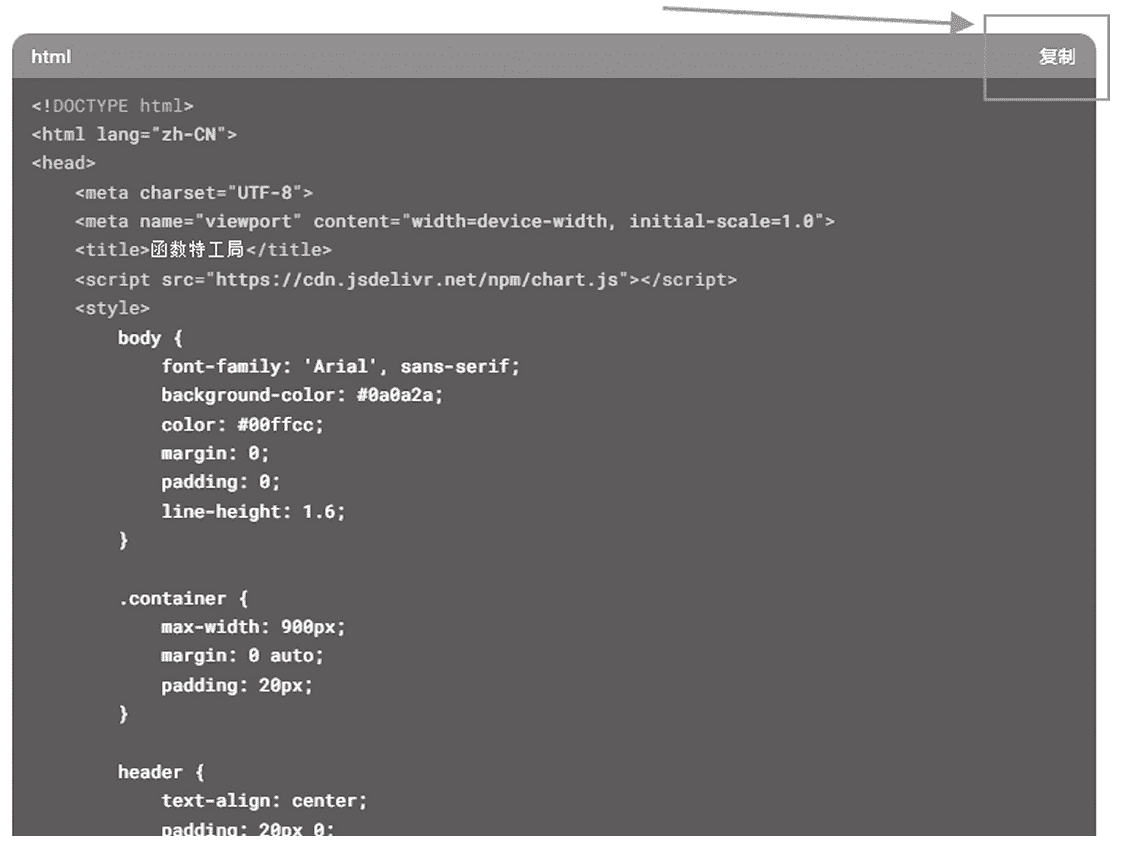 html 复制
<!DOCTYPE html>
<html lang="zh-CN">
<head>
    <meta charset="UTF-8">
    <meta name="viewport" content="width=device-width, initial-scale=1.0">
    <title>函数特工局</title>
    <script src="https://cdn.jsdelivr.net/npm/chart.js"></script>
    <style>
        body {
            font-family: 'Arial', sans-serif;
            background-color: #0a0a2a;
            color: #00ffcc;
            margin: 0;
            padding: 0;
            line-height: 1.6;
        }

        .container {
            max-width: 900px;
            margin: 0 auto;
            padding: 20px;
        }

        header {
            text-align: center;
            padding: 20px 0;